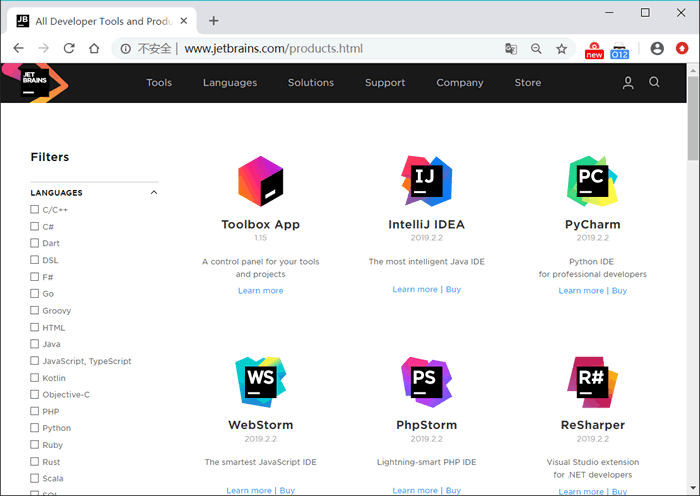 JB All Developer Tools and Produ
不安全 | www.jetbrains.com/products.html
new
O12
JET BRAINS
Tools Languages Solutions Support Company Store
Filters
LANGUAGES
C/C++
C#
Dart
DSL
F#
Go
Groovy
HTML
Java
JavaScript, TypeScript
Kotlin
Objective-C
PHP
Python
Ruby
Rust
Scala
SQL
Toolbox App
1.15
A control panel for your tools
and projects
Learn more
IJ
IntelliJ IDEA
2019.2.2
The most intelligent Java IDE
Learn more | Buy
PC
PyCharm
2019.2.2
Python IDE
for professional developers
Learn more | Buy
WS
WebStorm
2019.2.2
The smartest JavaScript IDE
Learn more | Buy
PS
PhpStorm
2019.2.2
Lightning-smart PHP IDE
Learn more | Buy
R#
ReSharper
2019.2.2
Visual Studio extension
for .NET developers
Learn more | Buy